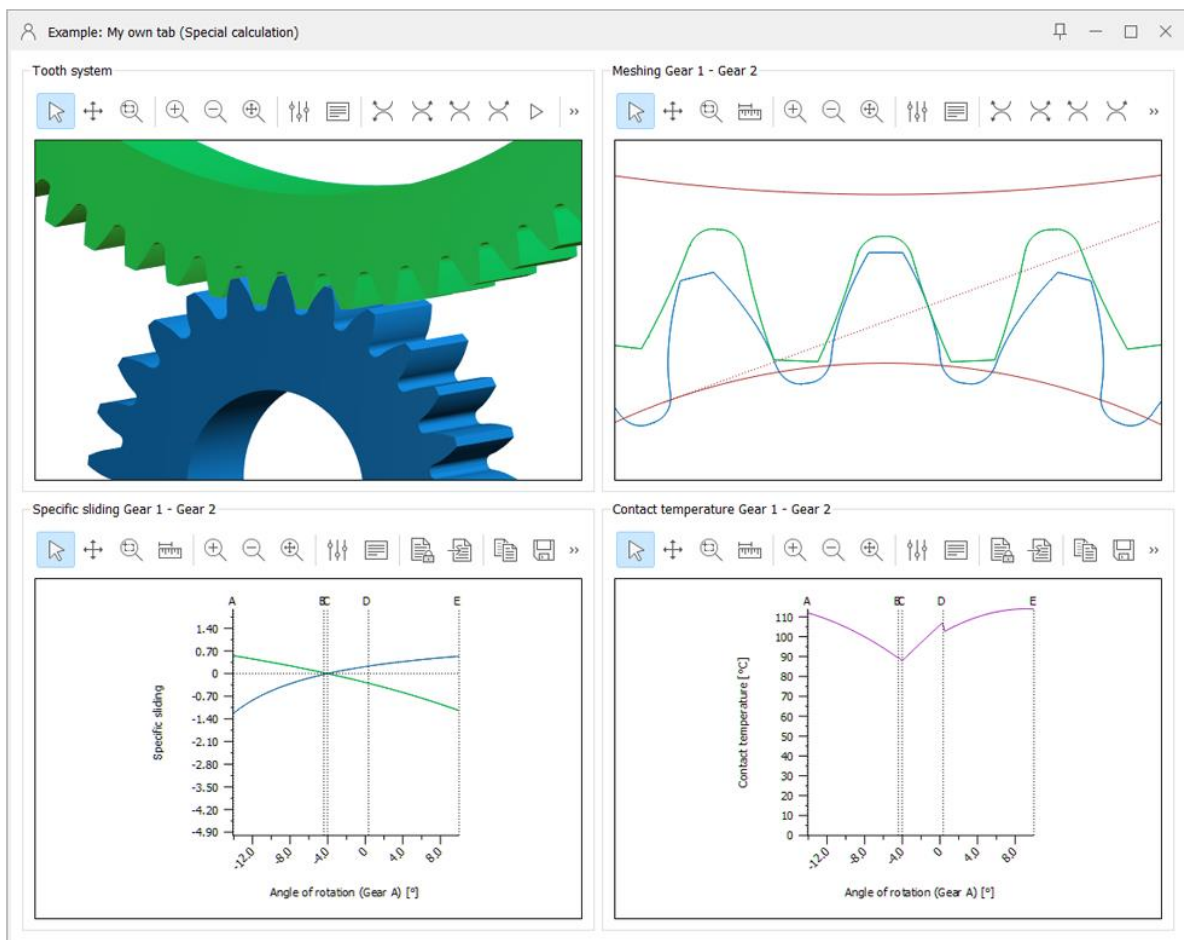 Example: My own tab (Special calculation)
Tooth system
Meshing Gear 1 - Gear 2
Specific sliding Gear 1 - Gear 2
A
C
D
E
1.40
0.70
0
-0.70
-1.40
-2.10
-2.80
-3.50
-4.20
-4.90
Specific sliding
-12.0
-8.0
-4.0
0
4.0
8.0
Angle of rotation (Gear A) [°]
Contact temperature Gear 1 - Gear 2
A
C
D
E
110
100
90
80
70
60
50
40
30
20
10
0
Contact temperature [°C]
-12.0
-8.0
-4.0
0
4.0
8.0
Angle of rotation (Gear A) [°]